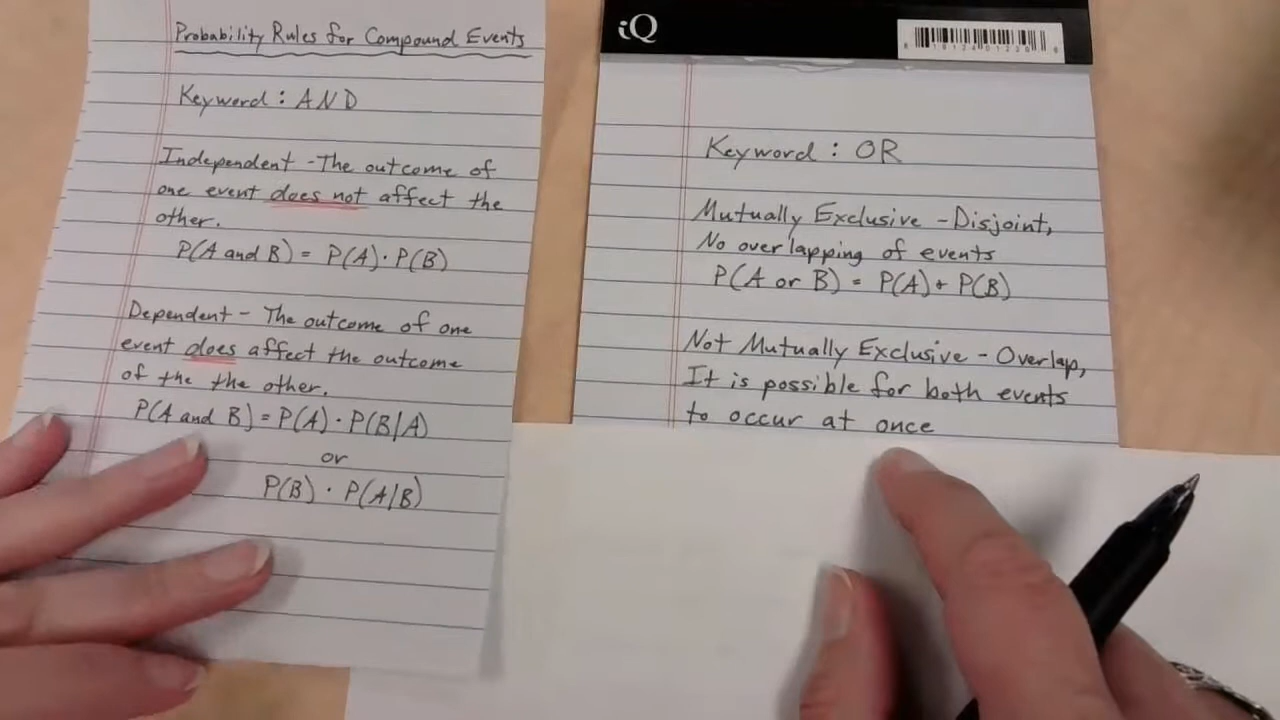 Probability Rules for Compound Events
Keyword: AND
Independent - The outcome of
one event does not affect the
other.
P(A and B) = P(A) · P(B)
Dependent - The outcome of one
event does affect the outcome
of the the other.
P(A and B) = P(A) · P(B|A)
or
P(B) · P(A|B)
iQ
Keyword: OR
Mutually Exclusive - Disjoint,
No overlapping of events
P(A or B) = P(A) + P(B)
Not Mutually Exclusive - Overlap,
It is possible for both events
to occur at once